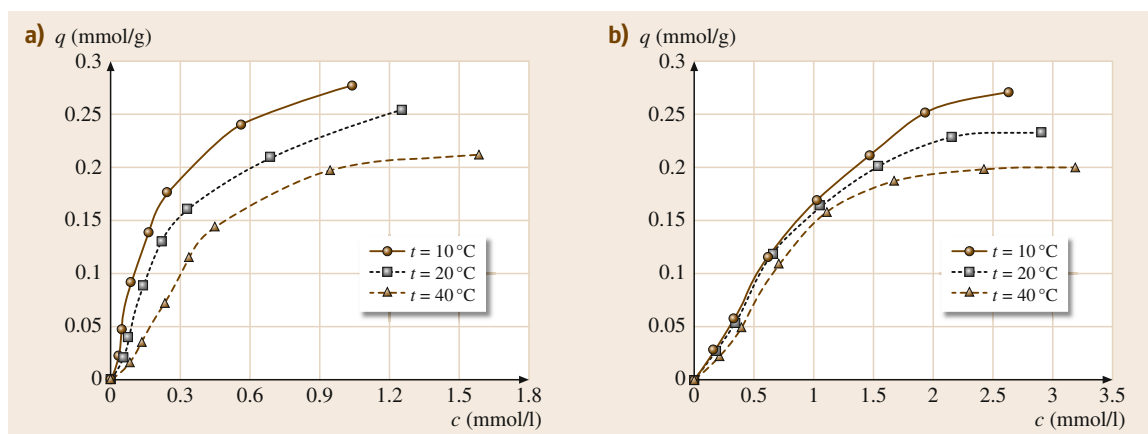 a) q (mmol/g)
0.3
0.25
0.2
0.15
0.1
0.05
0
t = 10 °C
t = 20 °C
t = 40 °C
0 0.3 0.6 0.9 1.2 1.5 1.8
c (mmol/l)
b) q (mmol/g)
0.3
0.25
0.2
0.15
0.1
0.05
0
t = 10 °C
t = 20 °C
t = 40 °C
0 0.5 1 1.5 2 2.5 3 3.5
c (mmol/l)